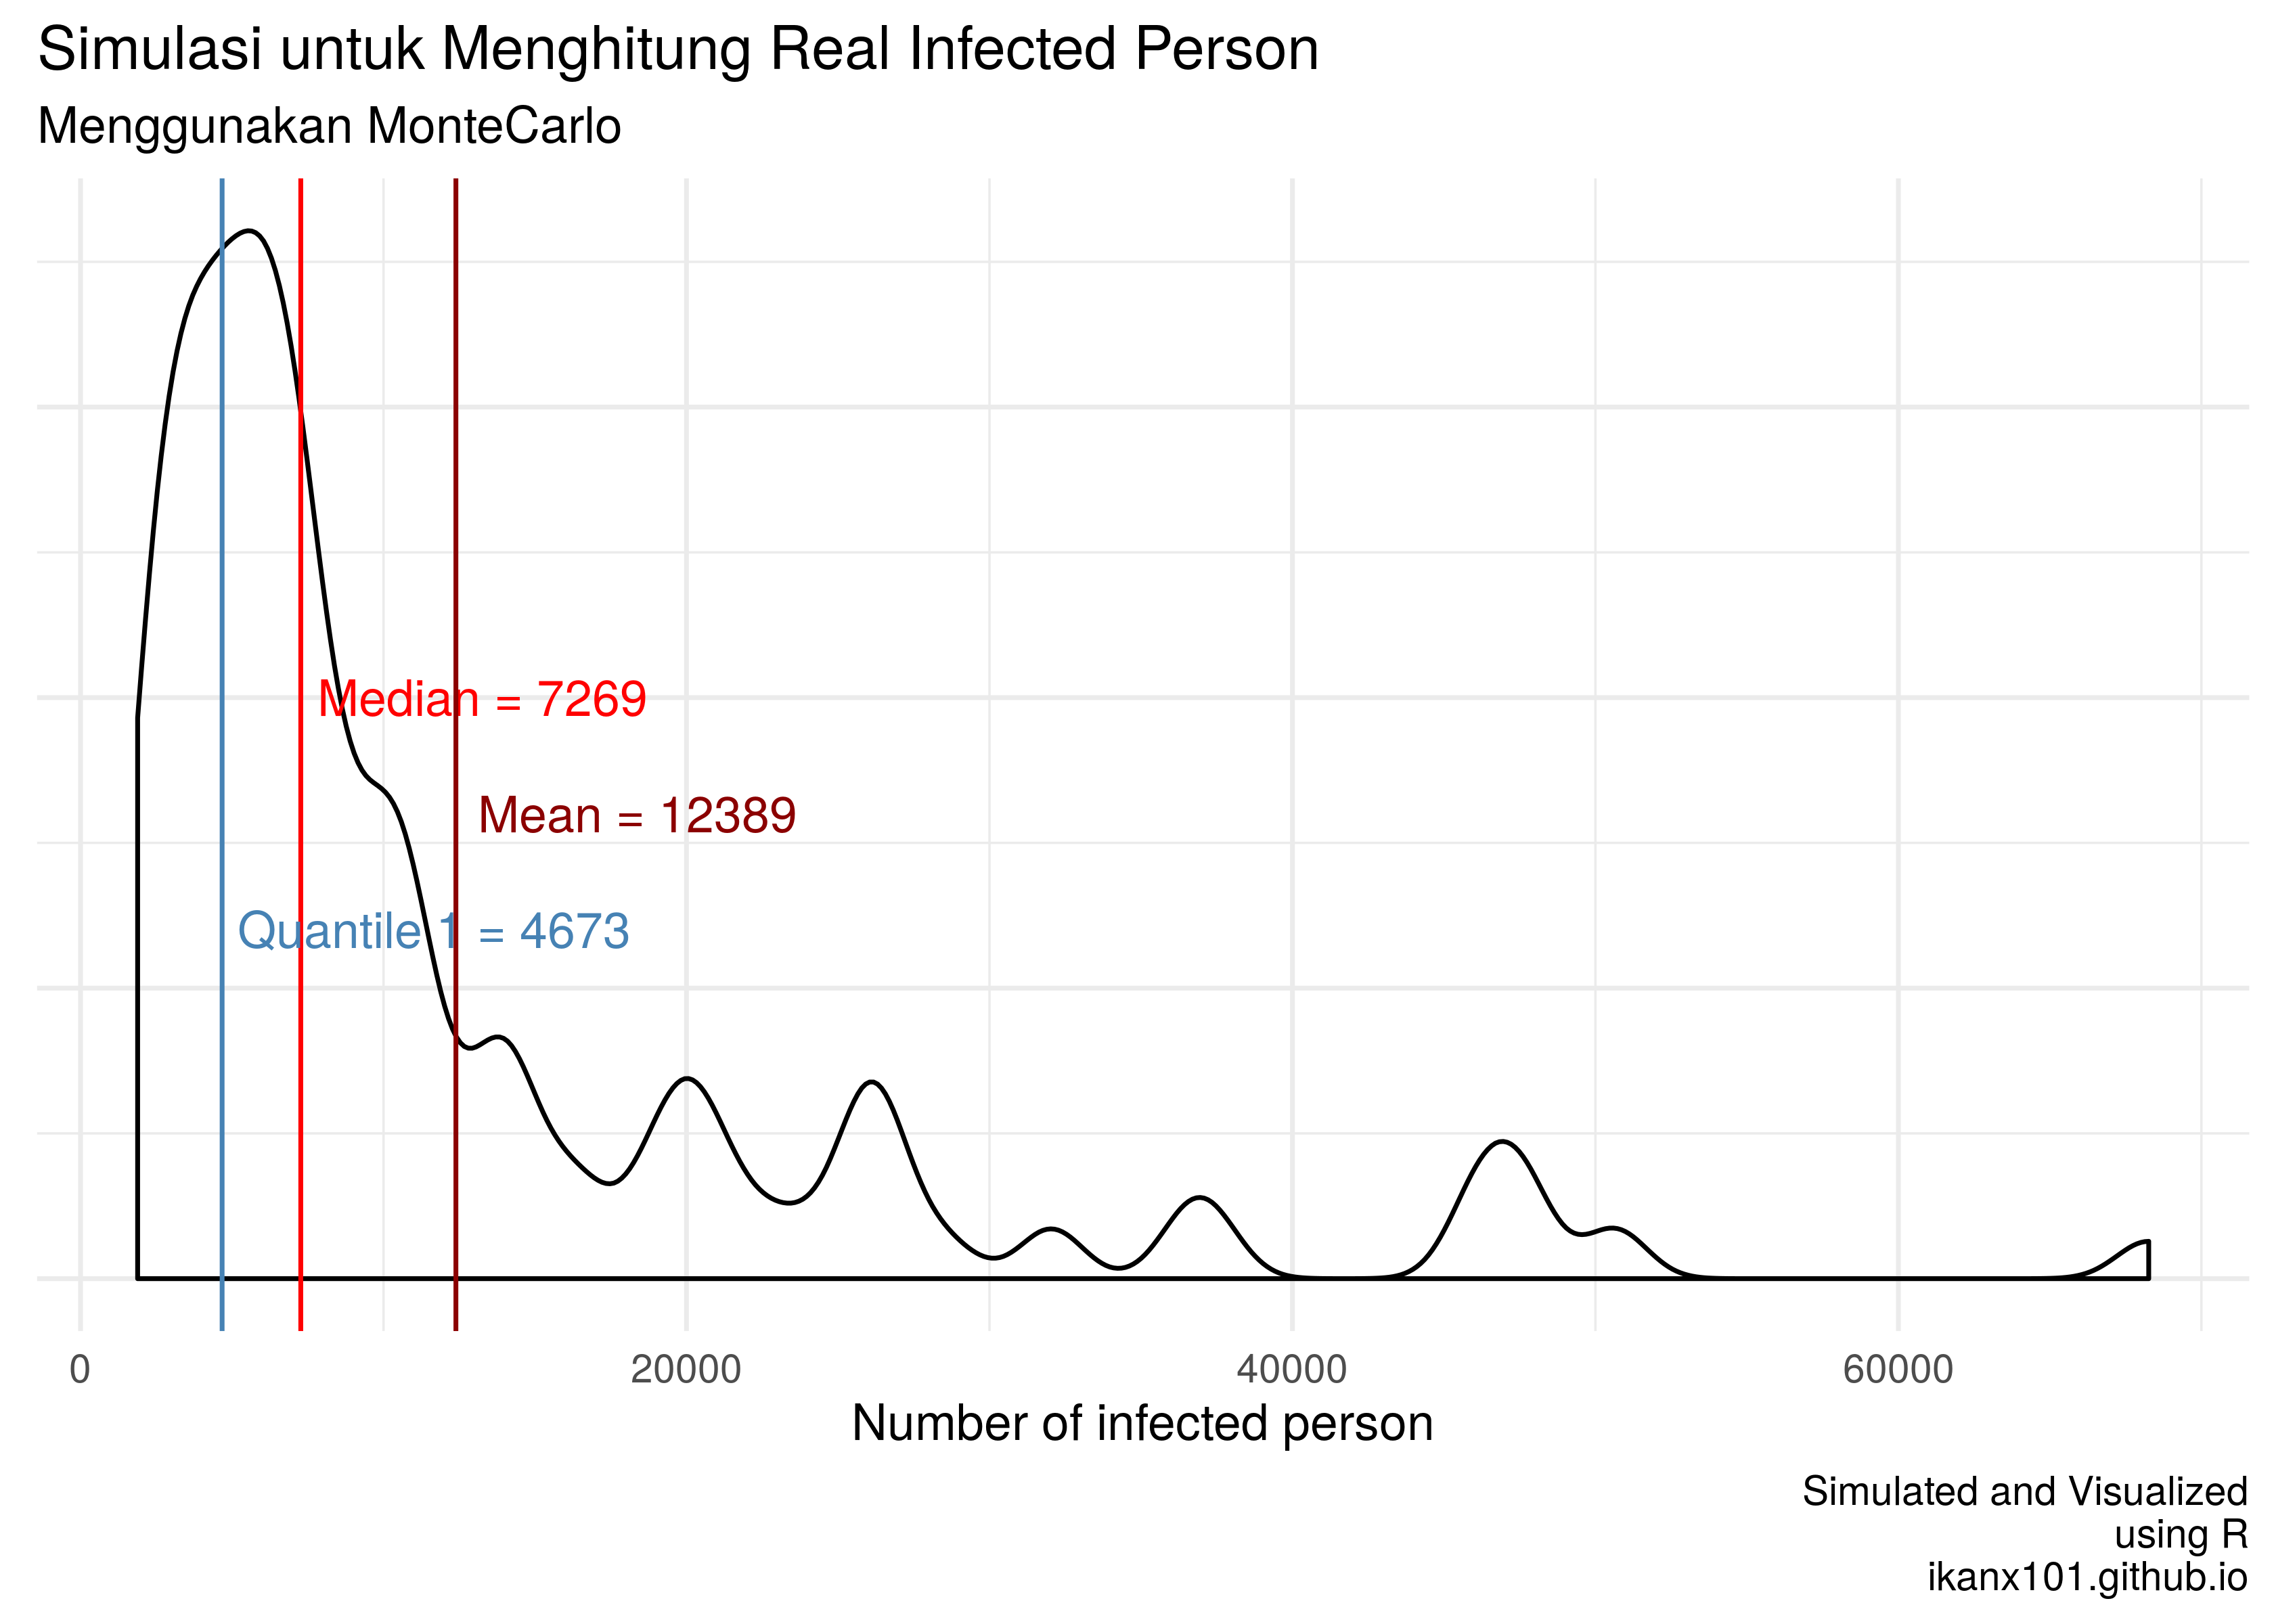 Simulasi untuk Menghitung Real Infected Person
Menggunakan MonteCarlo
Median = 7269
Mean = 12389
Quantile 1 = 4673
0 20000 40000 60000
Number of infected person
Simulated and Visualized
using R
ikanx101.github.io